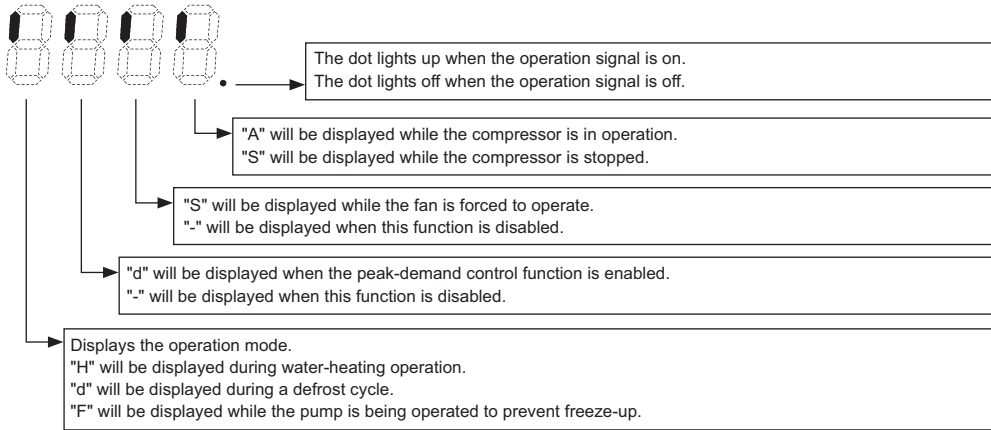 The dot lights up when the operation signal is on.
The dot lights off when the operation signal is off.
"A" will be displayed while the compressor is in operation.
"S" will be displayed while the compressor is stopped.
"S" will be displayed while the fan is forced to operate.
"-" will be displayed when this function is disabled.
"d" will be displayed when the peak-demand control function is enabled.
"-" will be displayed when this function is disabled.
Displays the operation mode.
"H" will be displayed during water-heating operation.
"d" will be displayed during a defrost cycle.
"F" will be displayed while the pump is being operated to prevent freeze-up.